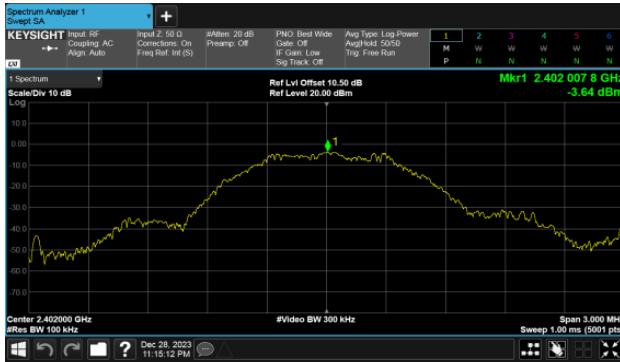 Spectrum Analyzer 1
Swept SA
KEYSIGHT
Input: RF
Coupling: AC
Align: Auto
Input Z: 50 Ω
Corrections: On
Freq Ref: Int (S)
#Atten: 20 dB
Preamp: Off
PNO: Best Wide
Gate: Off
IF Gain: Low
Sig Track: Off
Avg Type: Log-Power
Avg|Hold: 50/50
Trig: Free Run
1 2 3 4 5 6
M W W W W W
P N N N N N
1 Spectrum
Scale/Div 10 dB
Ref Lvl Offset 10.50 dB
Ref Level 20.00 dBm
Mkr1 2.402 007 8 GHz
-3.64 dBm
Log
10.0
0.00
1
-10.0
-20.0
-30.0
-40.0
-50.0
-60.0
-70.0
Center 2.402000 GHz
#Video BW 300 kHz
Span 3.000 MH
#Res BW 100 kHz
Sweep 1.00 ms (5001 pts
Dec 28, 2023
11:15:12 PM